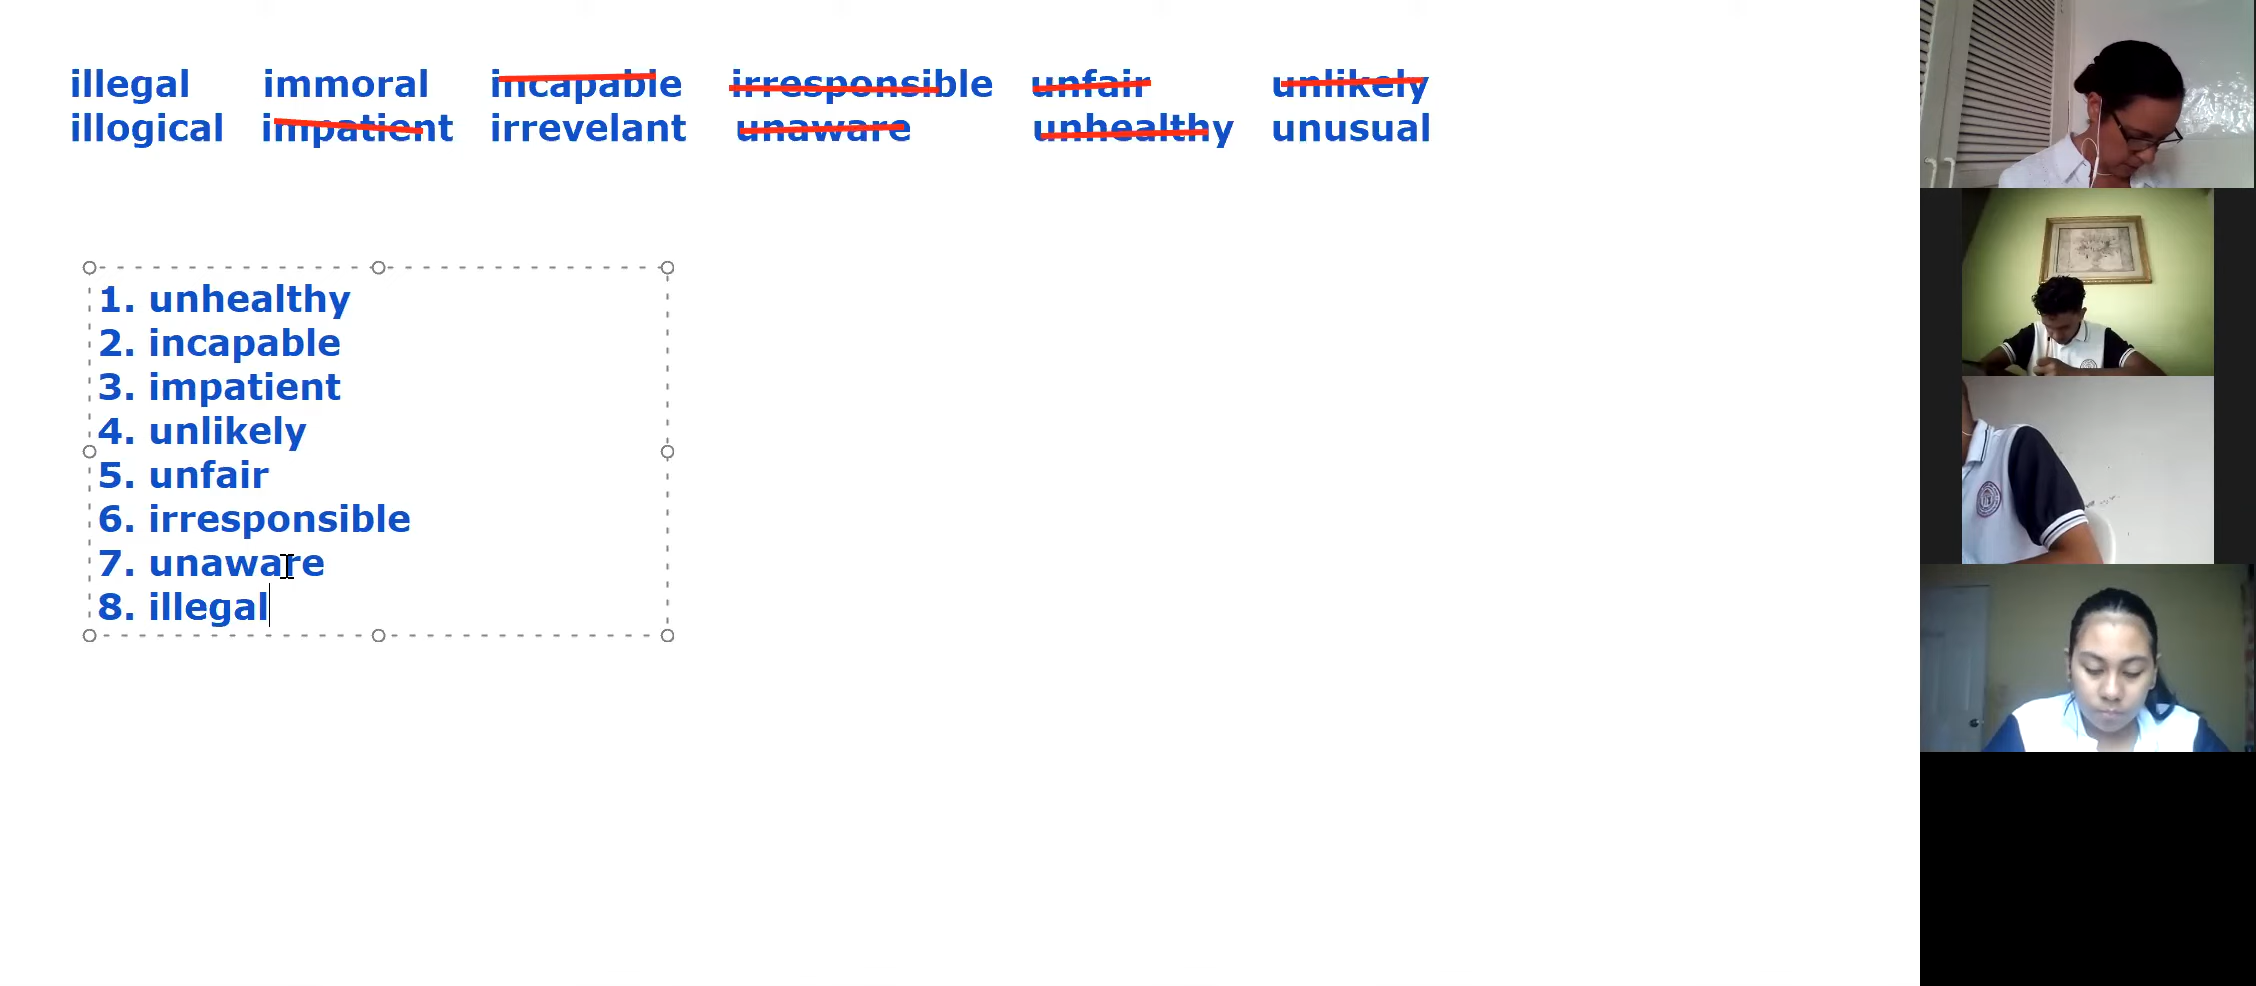 illegal immoral incapable irresponsible unfair unlikely
illogical impatient irrevelant unaware unhealthy unusual
1. unhealthy
2. incapable
3. impatient
4. unlikely
5. unfair
6. irresponsible
7. unaware
8. illegal